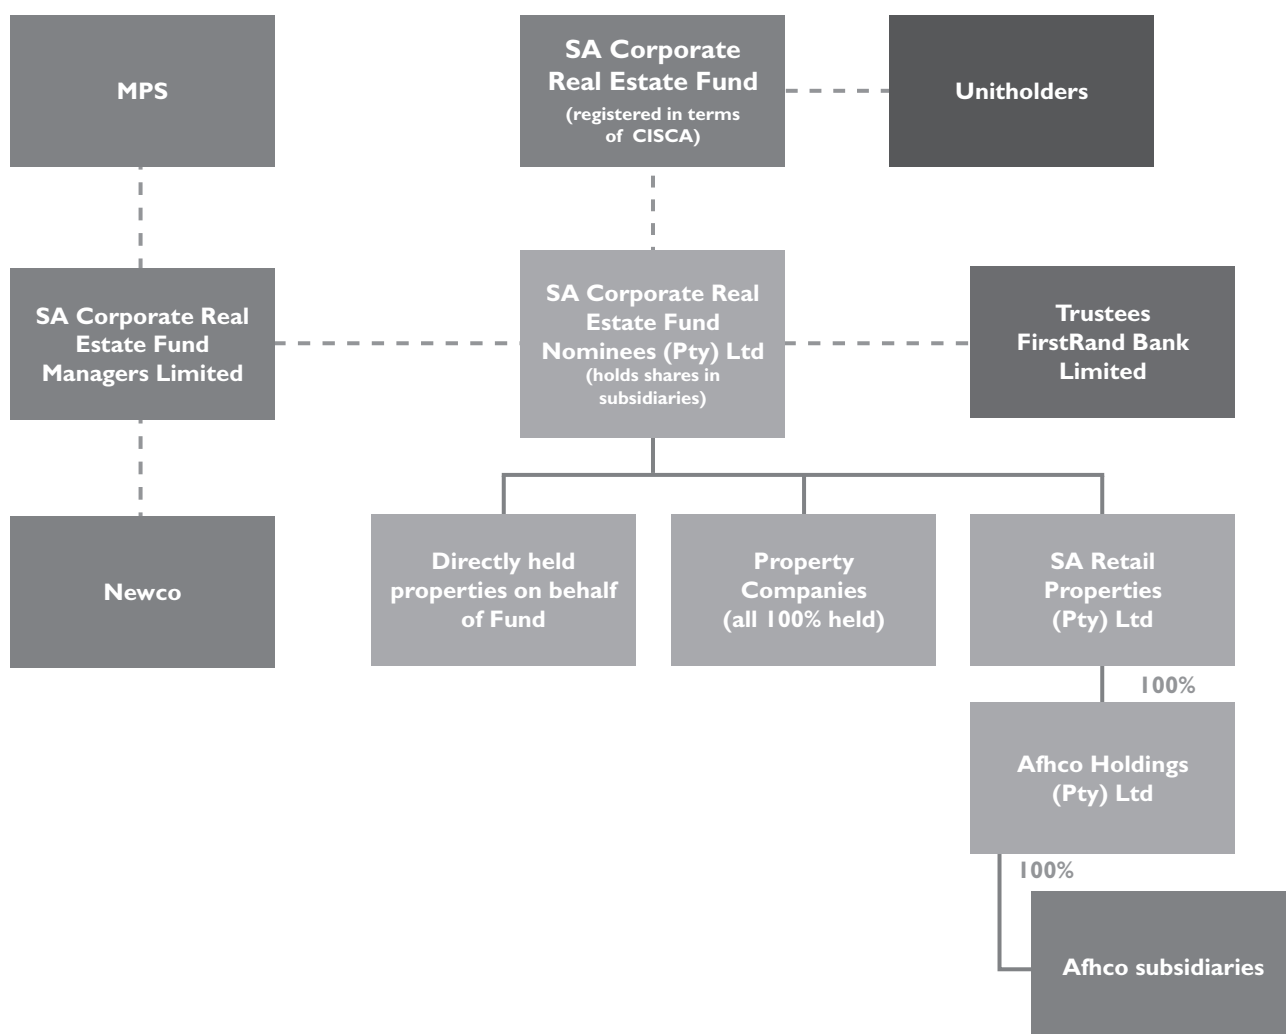 MPS
SA Corporate
Real Estate Fund
(registered in terms
of CISCA)
Unitholders
SA Corporate Real
Estate Fund
Managers Limited
SA Corporate Real
Estate Fund
Nominees (Pty) Ltd
(holds shares in
subsidiaries)
Trustees
FirstRand Bank
Limited
Newco
Directly held
properties on behalf
of Fund
Property
Companies
(all 100% held)
SA Retail
Properties
(Pty) Ltd
100%
Afhco Holdings
(Pty) Ltd
100%
Afhco subsidiaries